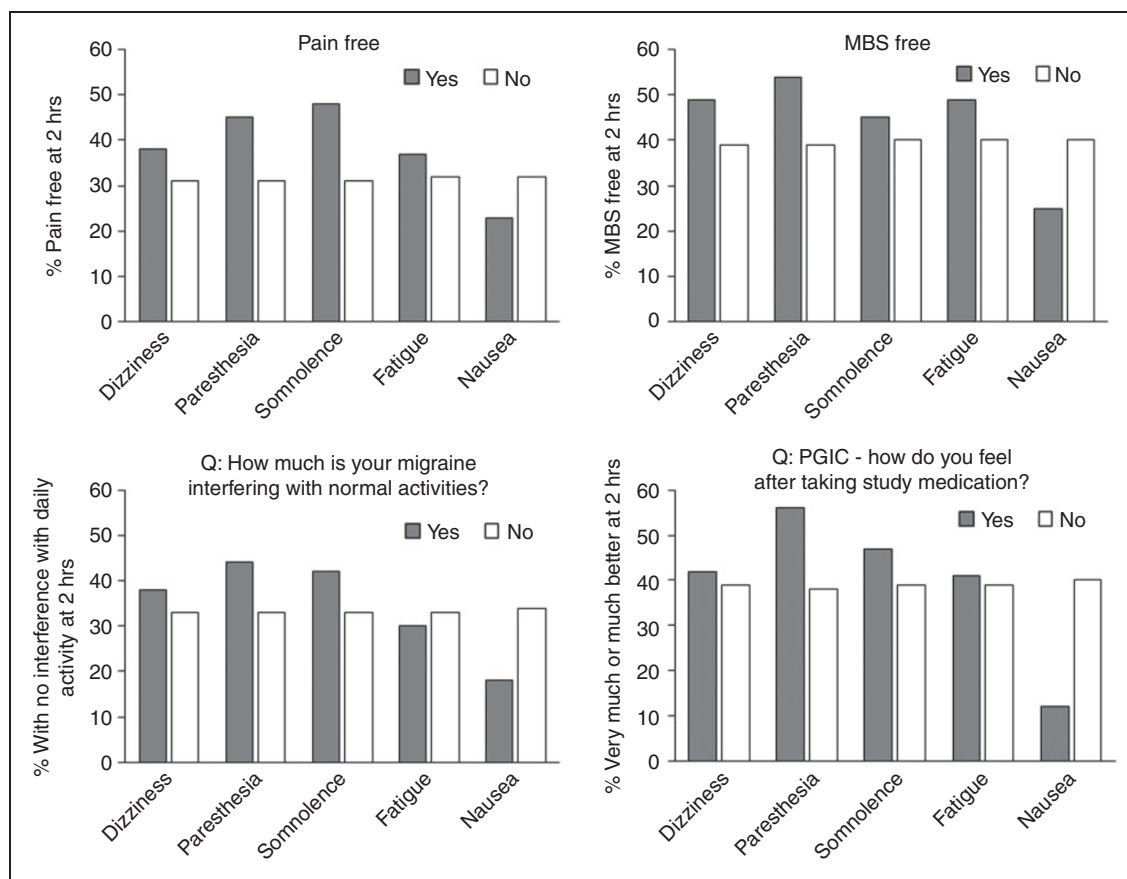 Pain free
Yes No
% Pain free at 2 hrs
60
50
40
30
20
10
0
Dizziness
Paresthesia
Somnolence
Fatigue
Nausea
MBS free
Yes No
% MBS free at 2 hrs
60
50
40
30
20
10
0
Dizziness
Paresthesia
Somnolence
Fatigue
Nausea
Q: How much is your migraine
interfering with normal activities?
Yes No
% With no interference with daily
activity at 2 hrs
60
50
40
30
20
10
0
Dizziness
Paresthesia
Somnolence
Fatigue
Nausea
Q: PGIC - how do you feel
after taking study medication?
Yes No
% Very much or much better at 2 hrs
60
50
40
30
20
10
0
Dizziness
Paresthesia
Somnolence
Fatigue
Nausea